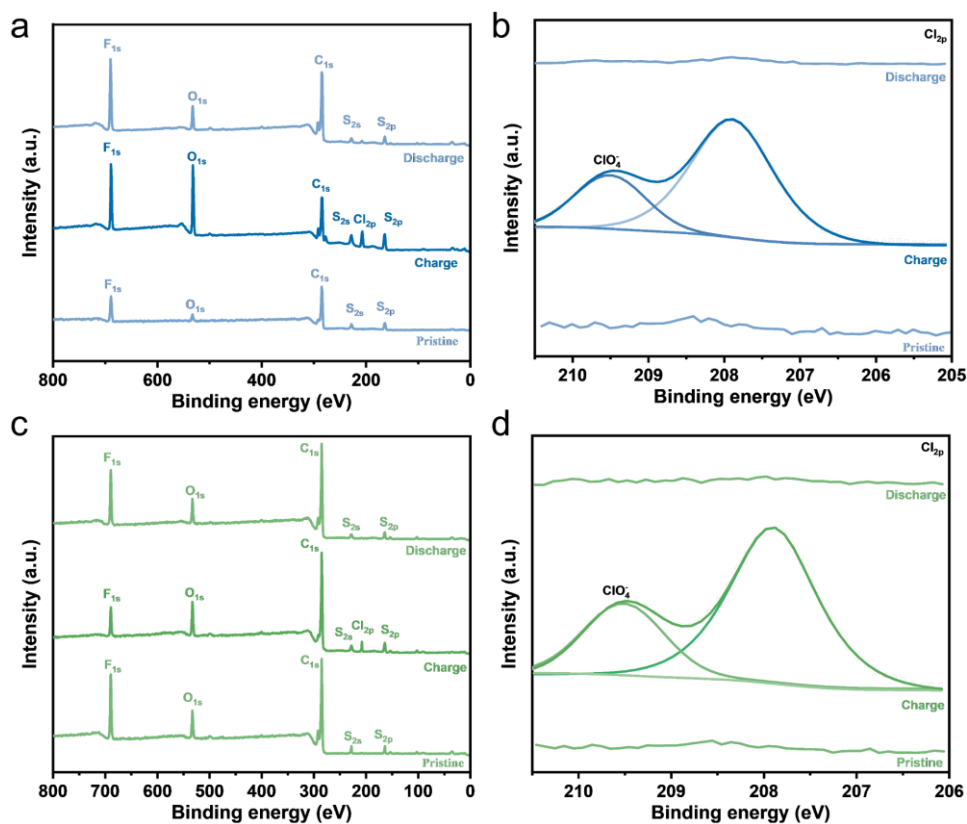 a
F1s
O1s
C1s
S2s
S2p
Discharge
F1s
O1s
C1s
S2s Cl2p S2p
Charge
F1s
O1s
C1s
S2s
S2p
Pristine
Intensity (a.u.)
800 600 400 200 0
Binding energy (eV)
b
Cl2p
Discharge
ClO4-
Charge
Pristine
Intensity (a.u.)
210 209 208 207 206 205
Binding energy (eV)
c
F1s
O1s
C1s
S2s S2p
Discharge
F1s
O1s
C1s
S2s Cl2p S2p
Charge
F1s
O1s
C1s
S2s S2p
Pristine
Intensity (a.u.)
800 700 600 500 400 300 200 100 0
Binding energy (eV)
d
Cl2p
Discharge
ClO4-
Charge
Pristine
Intensity (a.u.)
210 209 208 207 206
Binding energy (eV)